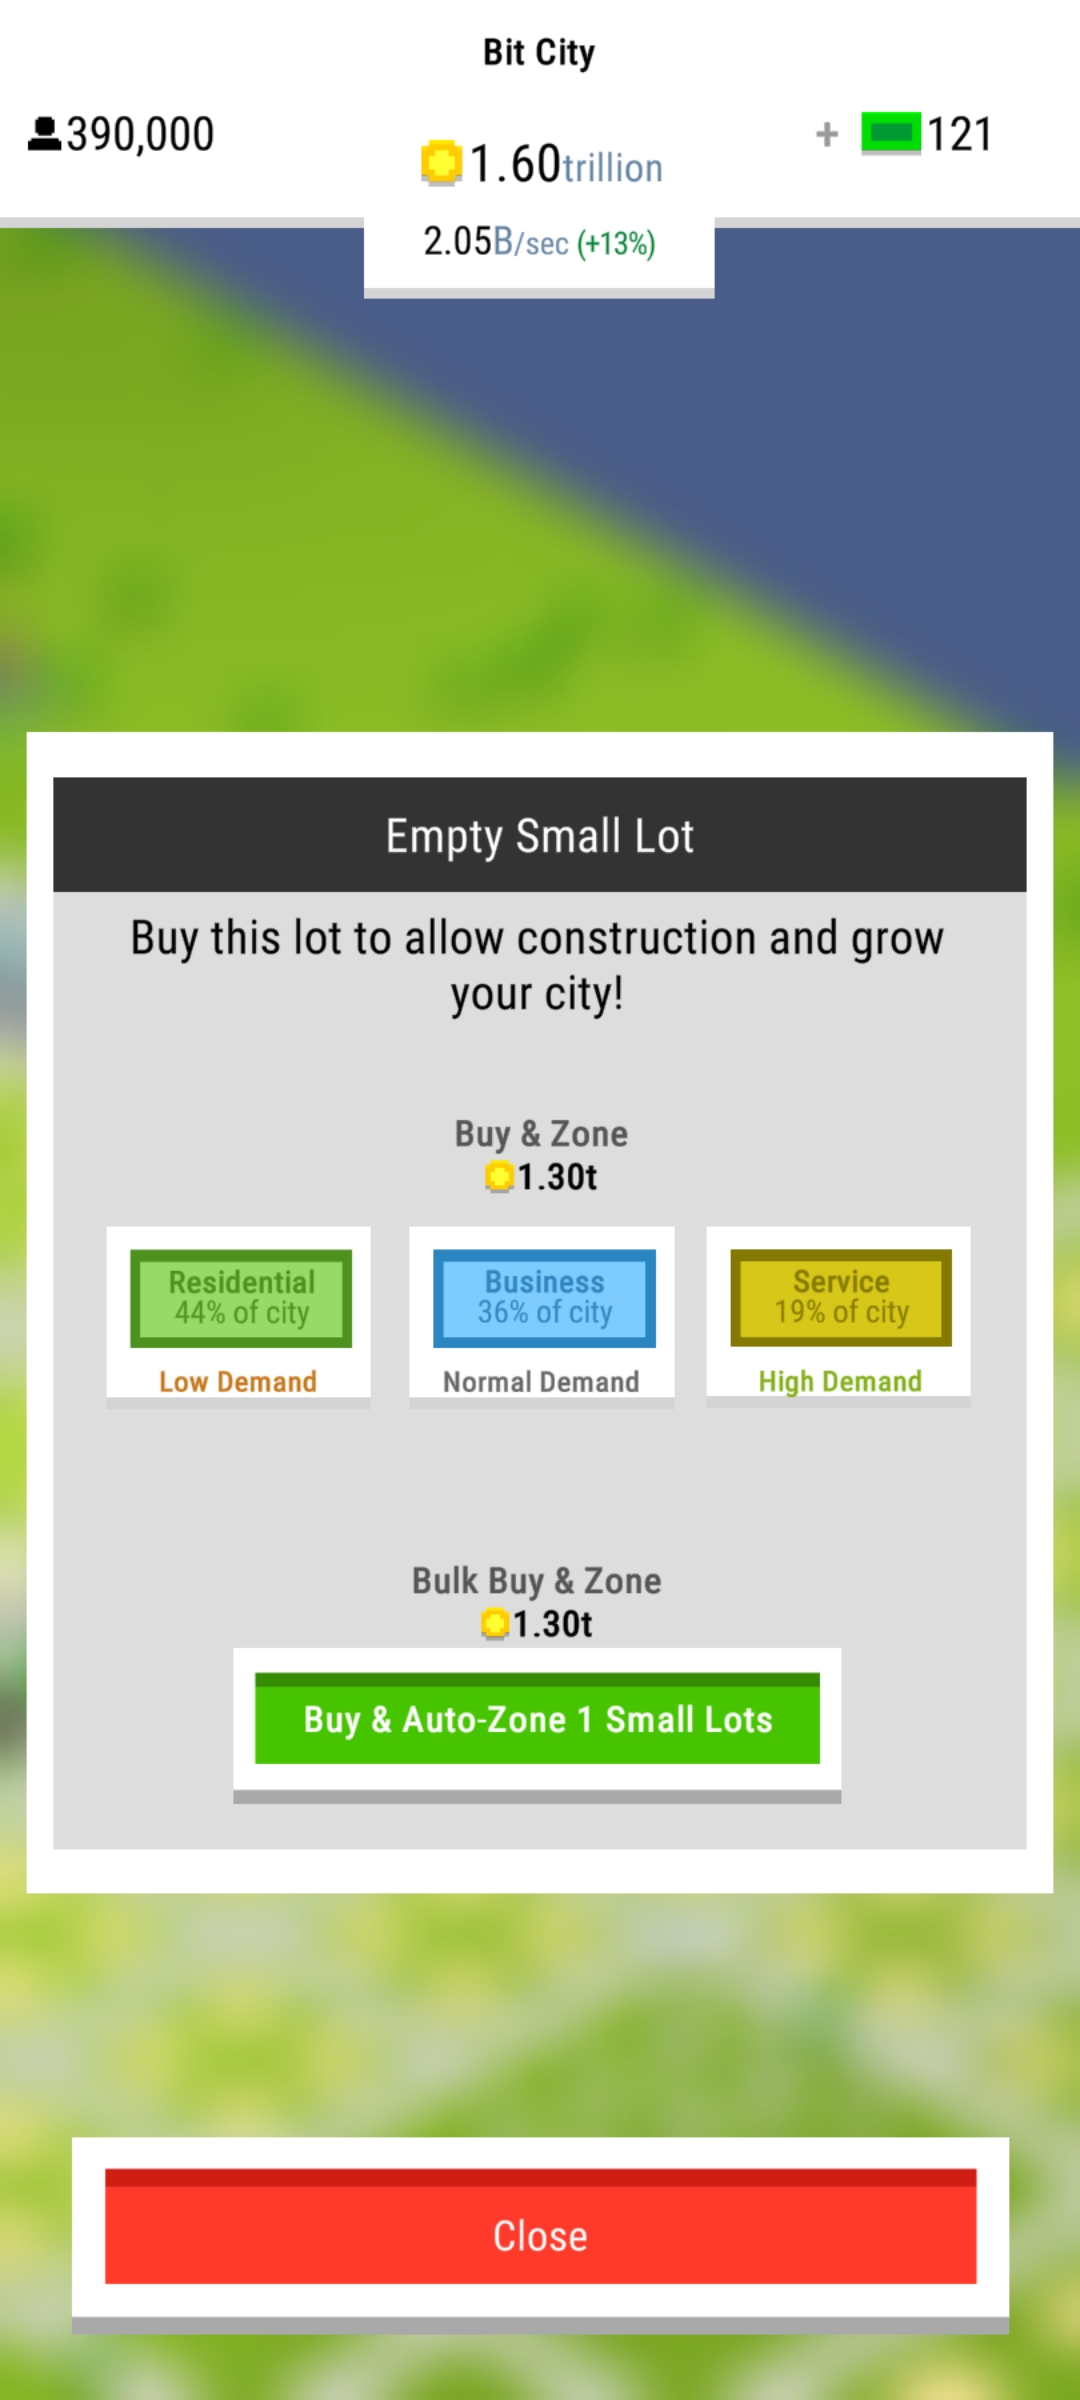 Bit City
390,000
1.60trillion
+ 121
2.05B/sec (+13%)
Empty Small Lot
Buy this lot to allow construction and grow
your city!
Buy & Zone
1.30t
Residential
44% of city
Low Demand
Business
36% of city
Normal Demand
Service
19% of city
High Demand
Bulk Buy & Zone
1.30t
Buy & Auto-Zone 1 Small Lots
Close